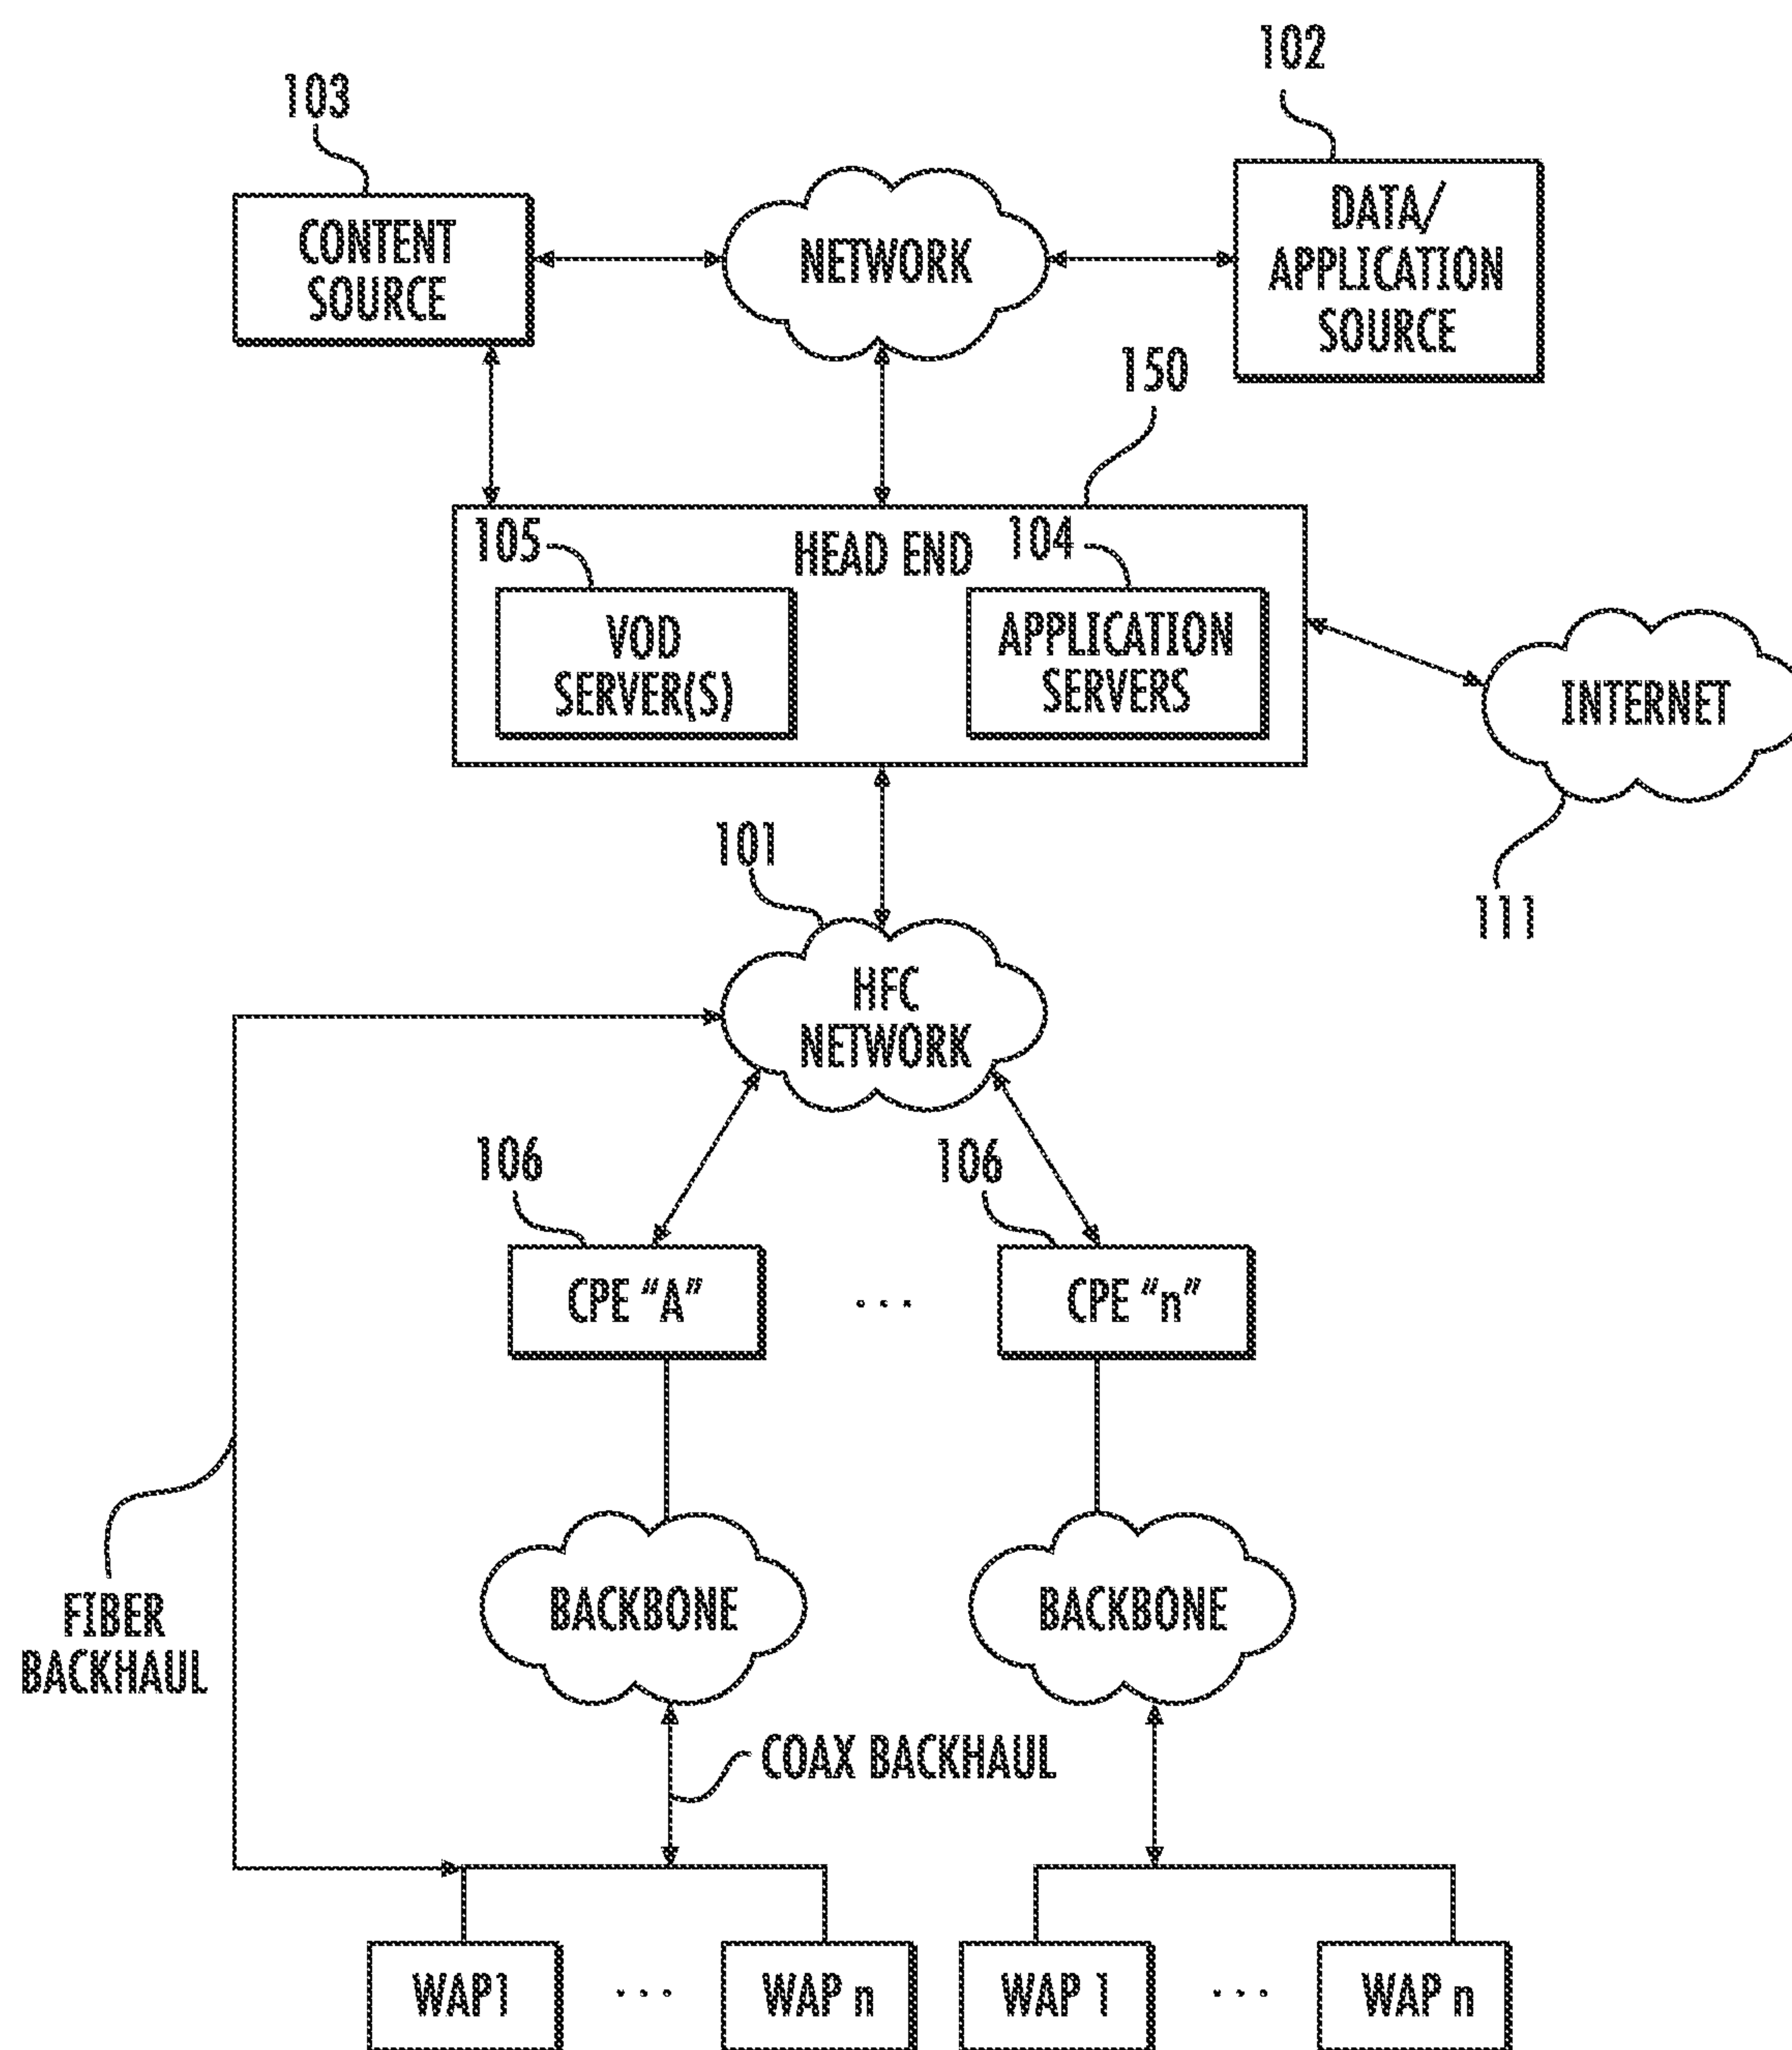 102
103
CONTENT
SOURCE
NETWORK
DATA/
APPLICATION
SOURCE
150
105
HEAD END
104
VOD
SERVER(S)
APPLICATION
SERVERS
INTERNET
101
111
HFC
NETWORK
106
106
CPE "A"
...
CPE "n"
BACKBONE
BACKBONE
FIBER
BACKHAUL
COAX BACKHAUL
WAP1
...
WAP n
WAP 1
...
WAP n